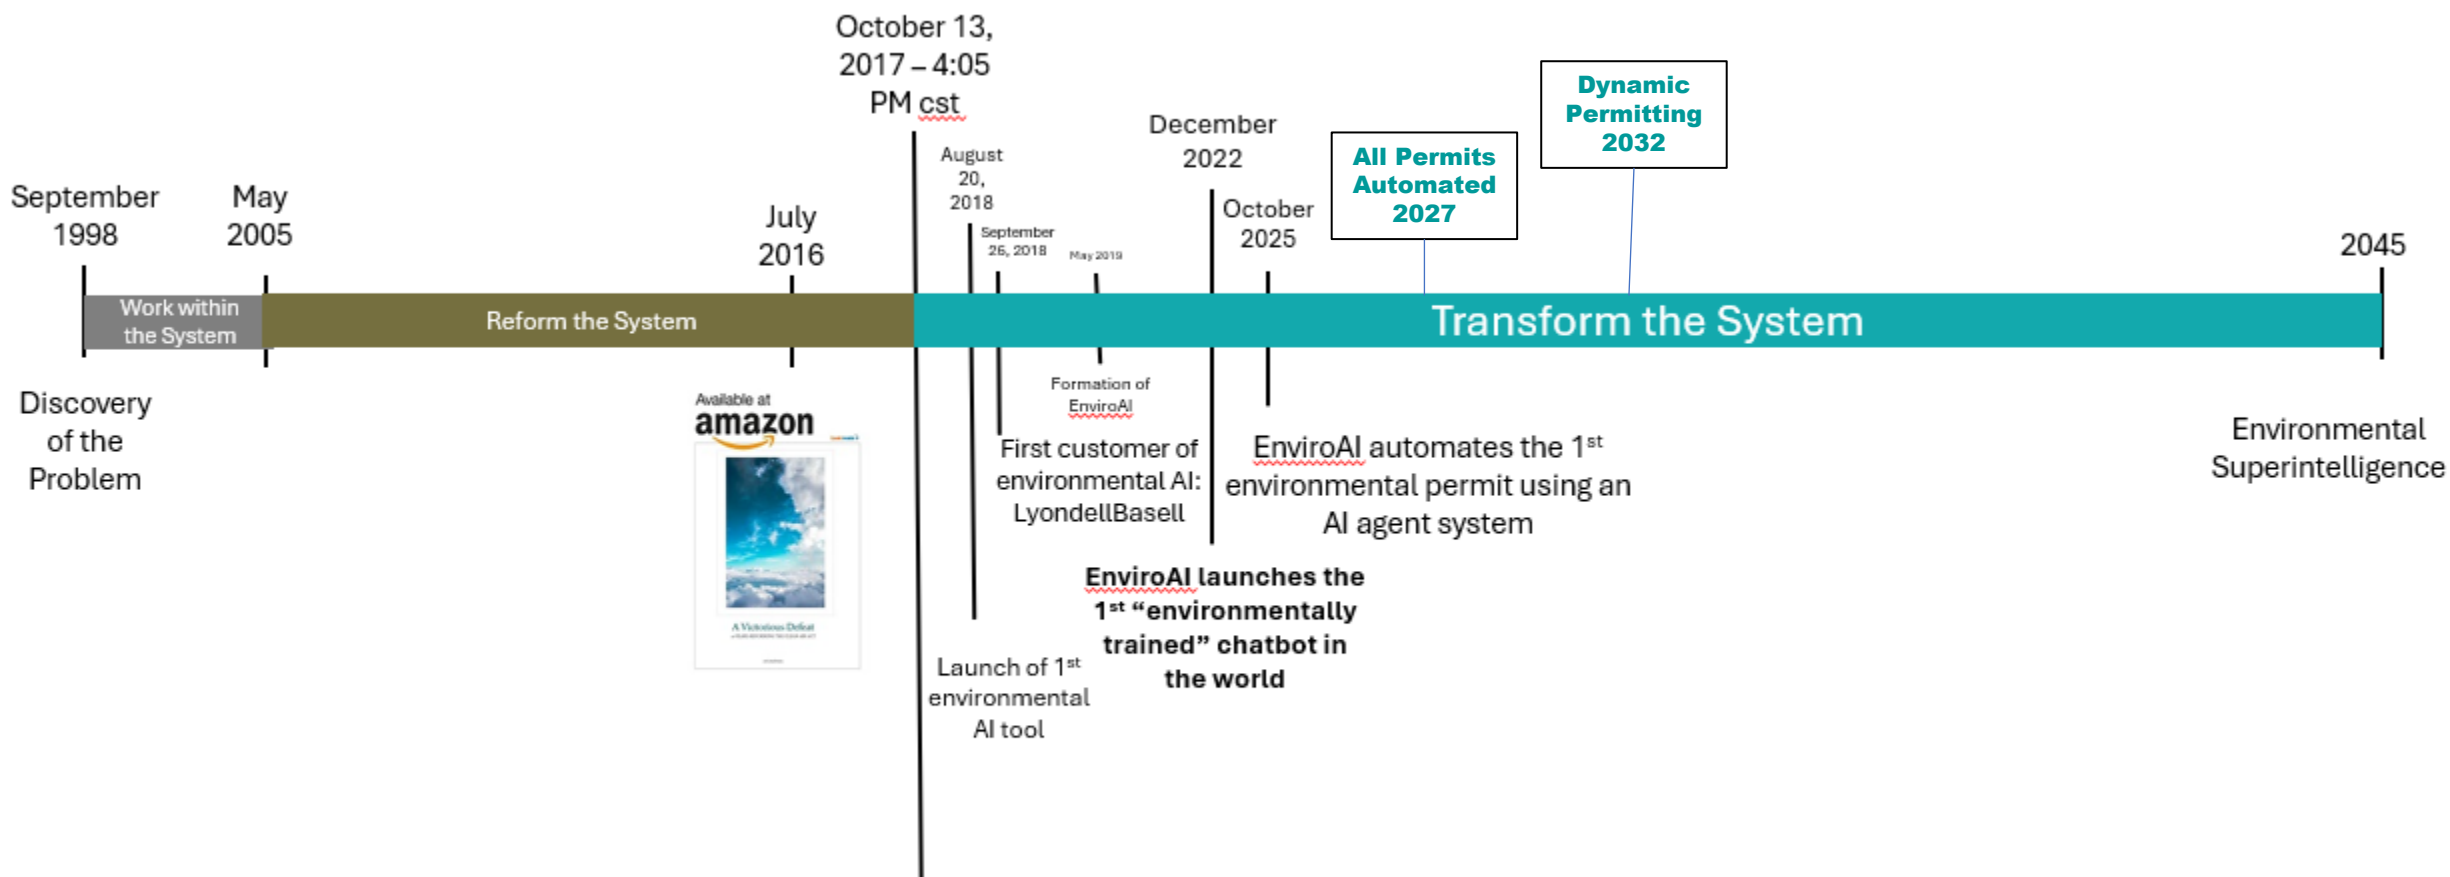 October 13,
2017 – 4:05
PM cst
August
20,
2018
September
26, 2018
May 2019
December
2022
October
2025
All Permits
Automated
2027
Dynamic
Permitting
2032
September
1998
May
2005
July
2016
2045
Work within
the System
Reform the System
Transform the System
Discovery
of the
Problem
Available at
amazon
A Victorious Defeat
Formation of
EnviroAI
First customer of
environmental AI:
LyondellBasell
Launch of 1st
environmental
AI tool
EnviroAI launches the
1st “environmentally
trained” chatbot in
the world
EnviroAI automates the 1st
environmental permit using an
AI agent system
Environmental
Superintelligence